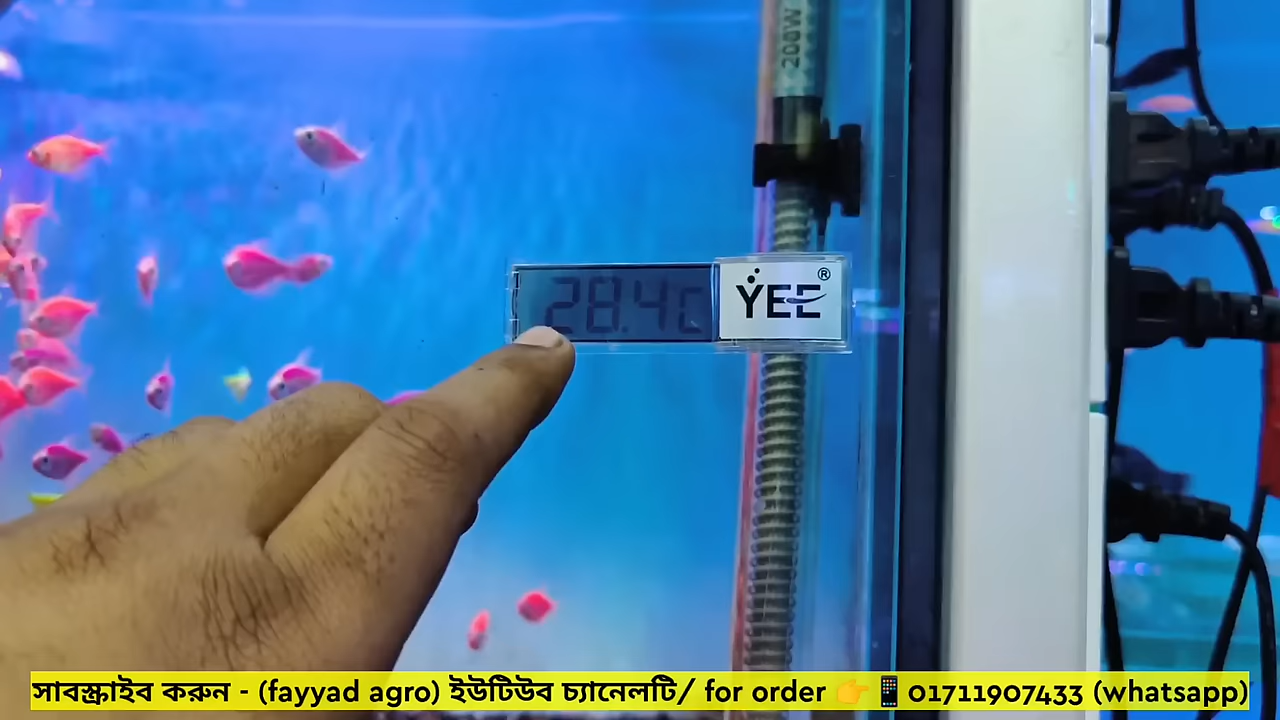 200W
28.4c
YEE®
সাবস্ক্রাইব করুন - (fayyad agro) ইউটিউব চ্যানেলটি/ for order 👉📱01711907433 (whatsapp)